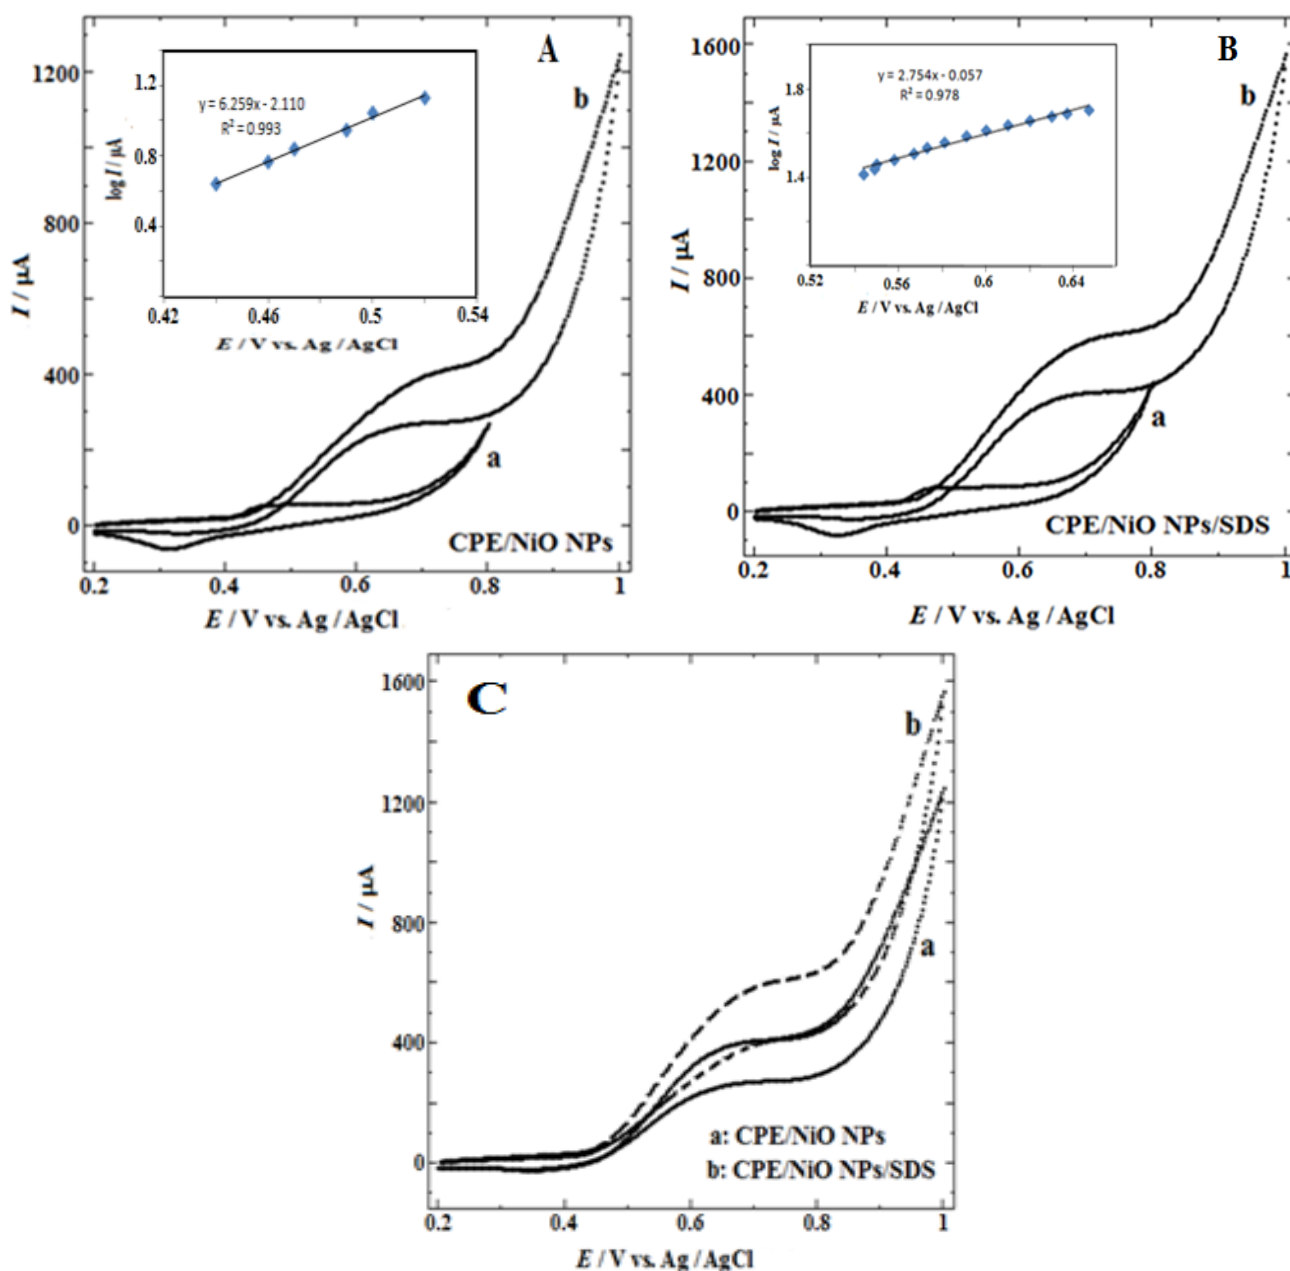 A
1200
800
400
0
I / µA
b
a
CPE/NiO NPs
0.2
0.4
0.6
0.8
1
E / V vs. Ag / AgCl
y = 6.259x - 2.110
R² = 0.993
1.2
0.8
0.4
log I / µA
0.42
0.46
0.5
0.54
E / V vs. Ag / AgCl
B
1600
1200
800
400
0
I / µA
b
a
CPE/NiO NPs/SDS
0.2
0.4
0.6
0.8
1
E / V vs. Ag / AgCl
y = 2.754x - 0.057
R² = 0.978
1.8
1.4
log I / µA
0.52
0.56
0.6
0.64
E / V vs. Ag / AgCl
C
1600
1200
800
400
0
I / µA
b
a
a: CPE/NiO NPs
b: CPE/NiO NPs/SDS
0.2
0.4
0.6
0.8
1
E / V vs. Ag / AgCl